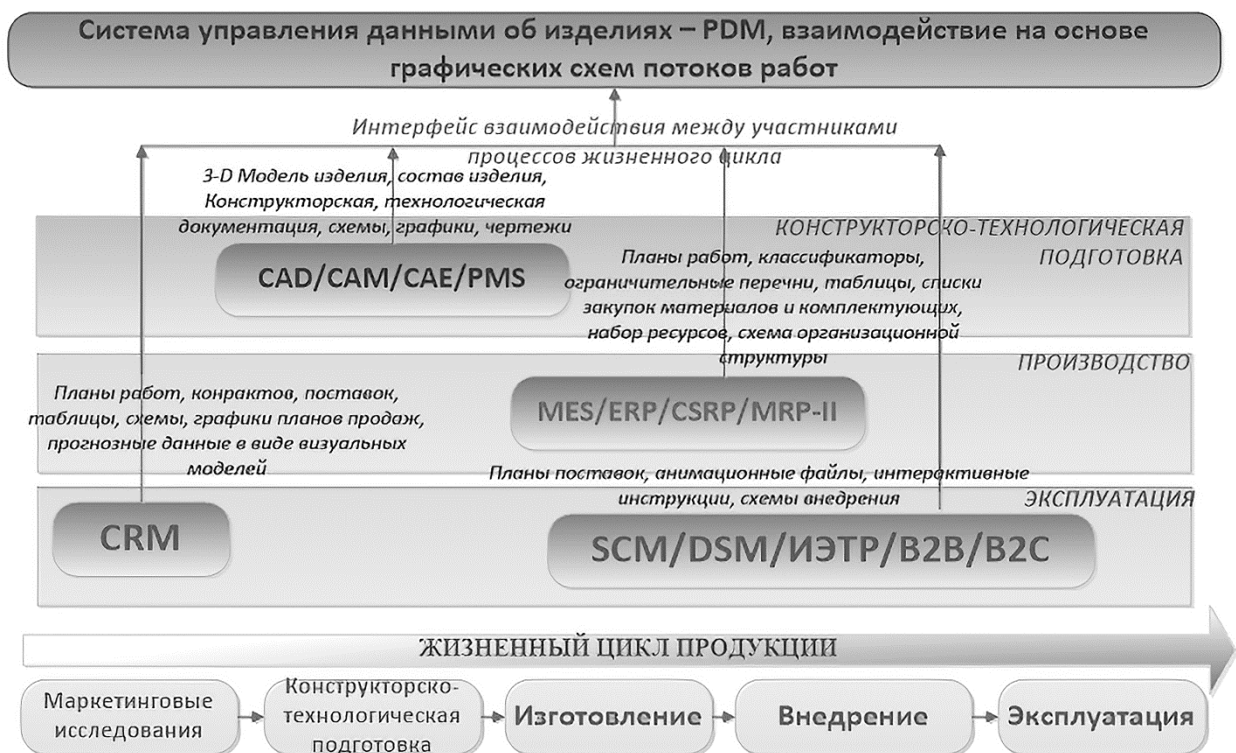 Система управления данными об изделиях – PDM, взаимодействие на основе
графических схем потоков работ
Интерфейс взаимодействия между участниками
процессов жизненного цикла
3-D Модель изделия, состав изделия,
Конструкторская, технологическая
документация, схемы, графики, чертежи
КОНСТРУКТОРСКО-ТЕХНОЛОГИЧЕСКАЯ
ПОДГОТОВКА
CAD/CAM/CAE/PMS
Планы работ, классификаторы,
ограничительные перечни, таблицы, списки
закупок материалов и комплектующих,
набор ресурсов, схема организационной
структуры
ПРОИЗВОДСТВО
MES/ERP/CSRP/MRP-II
Планы работ, конрактов, поставок,
таблицы, схемы, графики планов продаж,
прогнозные данные в виде визуальных
моделей
Планы поставок, анимационные файлы, интерактивные
инструкции, схемы внедрения
ЭКСПЛУАТАЦИЯ
CRM
SCM/DSM/ИЭТР/B2B/B2C
ЖИЗНЕННЫЙ ЦИКЛ ПРОДУКЦИИ
Маркетинговые
исследования
Конструкторско-
технологическая
подготовка
Изготовление
Внедрение
Эксплуатация